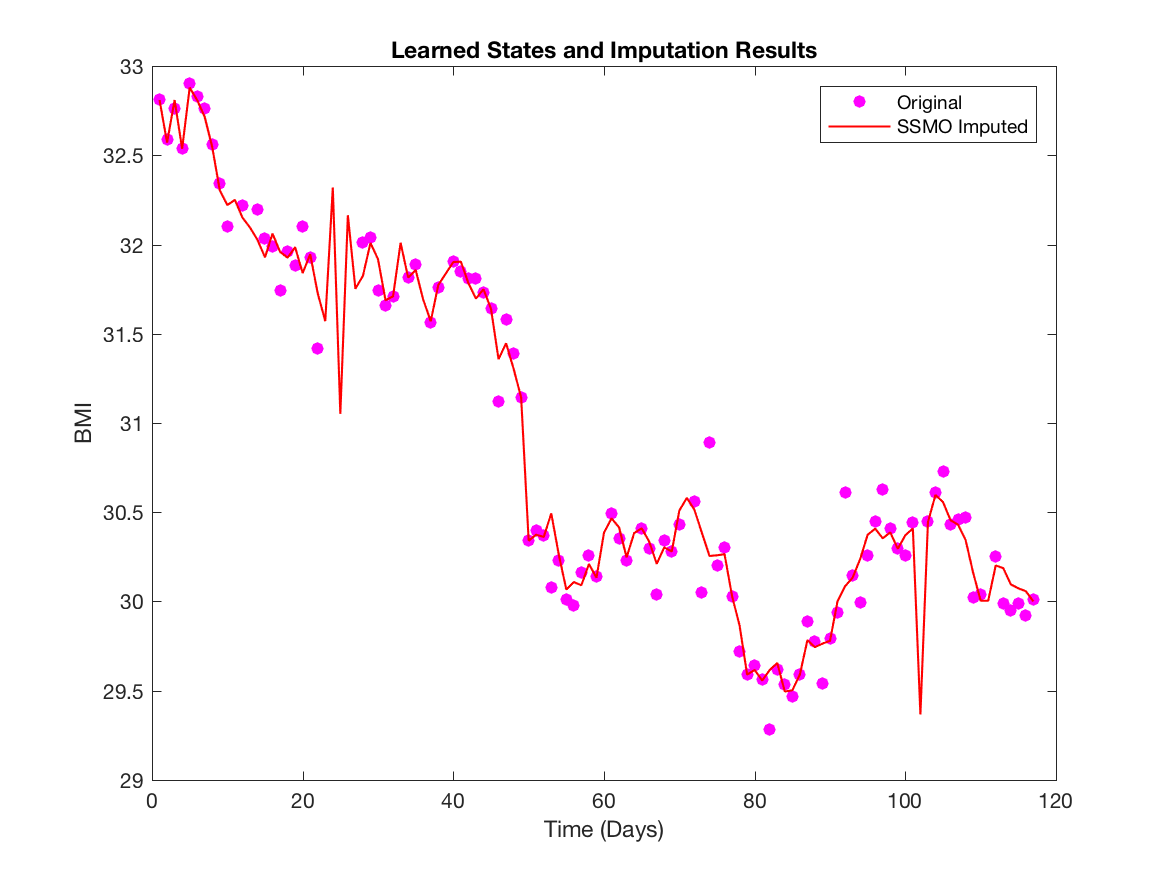 Learned States and Imputation Results
Original
SSMO Imputed
33
32.5
32
31.5
31
30.5
30
29.5
29
BMI
0 20 40 60 80 100 120
Time (Days)